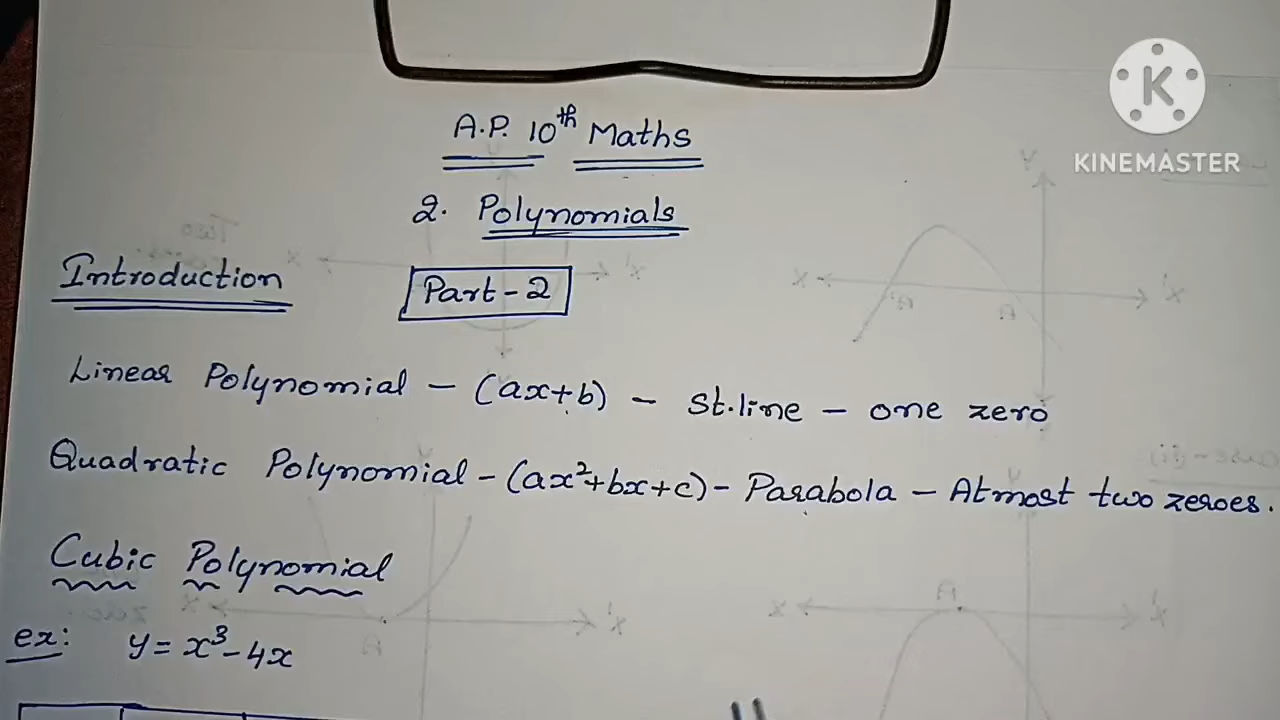 A.P. 10th Maths
KINEMASTER
2. Polynomials
Introduction Part-2
Linear Polynomial - (ax+b) - St.line - one zero
Quadratic Polynomial - (ax²+bx+c) - Parabola - Atmost two zeroes.
Cubic Polynomial
ex: y = x³-4x